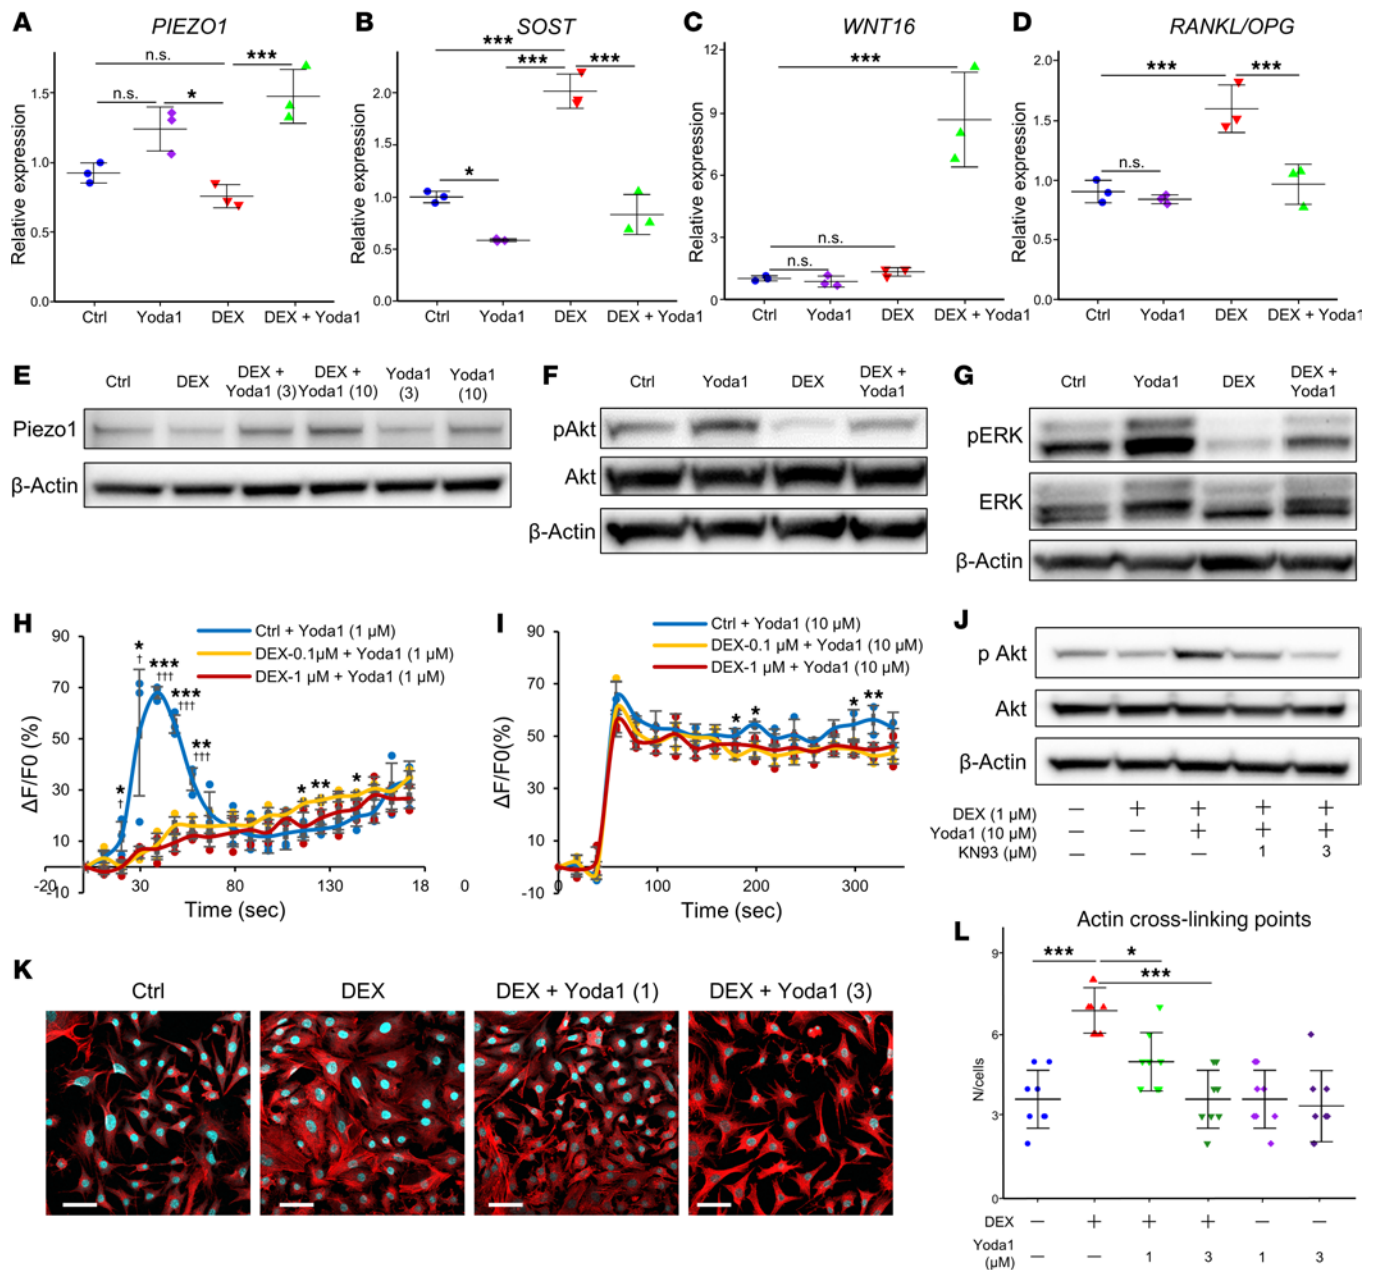 A PIEZO1
Relative expression
1.5
1.0
0.5
0.0
n.s.
***
n.s.
*
Ctrl Yoda1 DEX DEX + Yoda1
B SOST
Relative expression
2.0
1.5
1.0
0.5
0.0
***
***
***
*
Ctrl Yoda1 DEX DEX + Yoda1
C WNT16
Relative expression
12
9
6
3
0
***
n.s.
n.s.
Ctrl Yoda1 DEX DEX + Yoda1
D RANKL/OPG
Relative expression
2.0
1.5
1.0
0.5
0.0
***
***
n.s.
Ctrl Yoda1 DEX DEX + Yoda1
E
Ctrl DEX DEX + Yoda1 (3) DEX + Yoda1 (10) Yoda1 (3) Yoda1 (10)
Piezo1
β-Actin
F
Ctrl Yoda1 DEX DEX + Yoda1
pAkt
Akt
β-Actin
G
Ctrl Yoda1 DEX DEX + Yoda1
pERK
ERK
β-Actin
H
Ctrl + Yoda1 (1 μM)
DEX-0.1μM + Yoda1 (1 μM)
DEX-1 μM + Yoda1 (1 μM)
ΔF/F0 (%)
90
70
50
30
10
-10
*
†
*
†
***
†††
***
†††
**
†††
*
**
*
-20 30 80 130 18 0
Time (sec)
I
Ctrl + Yoda1 (10 μM)
DEX-0.1 μM + Yoda1 (10 μM)
DEX-1 μM + Yoda1 (10 μM)
ΔF/F0(%)
90
70
50
30
10
-10
*
*
*
**
100 200 300
Time (sec)
J
p Akt
Akt
β-Actin
DEX (1 μM) — + + + +
Yoda1 (10 μM) — — + + +
KN93 (μM) — — — 1 3
K
Ctrl DEX DEX + Yoda1 (1) DEX + Yoda1 (3)
L Actin cross-linking points
N/cells
9
6
3
0
***
*
***
DEX — + + + — —
Yoda1 (μM) — — 1 3 1 3